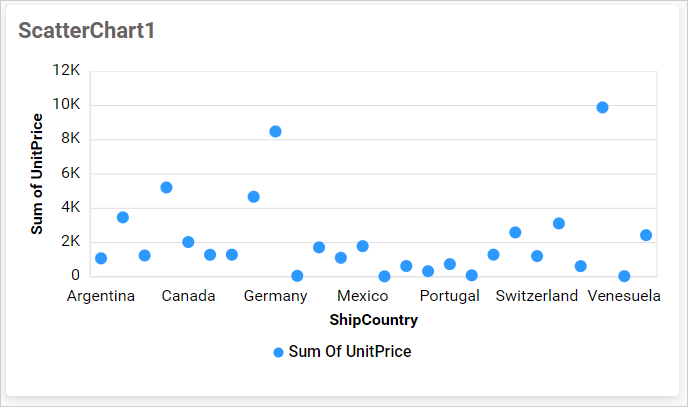 ScatterChart1
12K
10K
8K
6K
4K
2K
0
Sum of UnitPrice
Argentina Canada Germany Mexico Portugal Switzerland Venesuela
ShipCountry
Sum Of UnitPrice